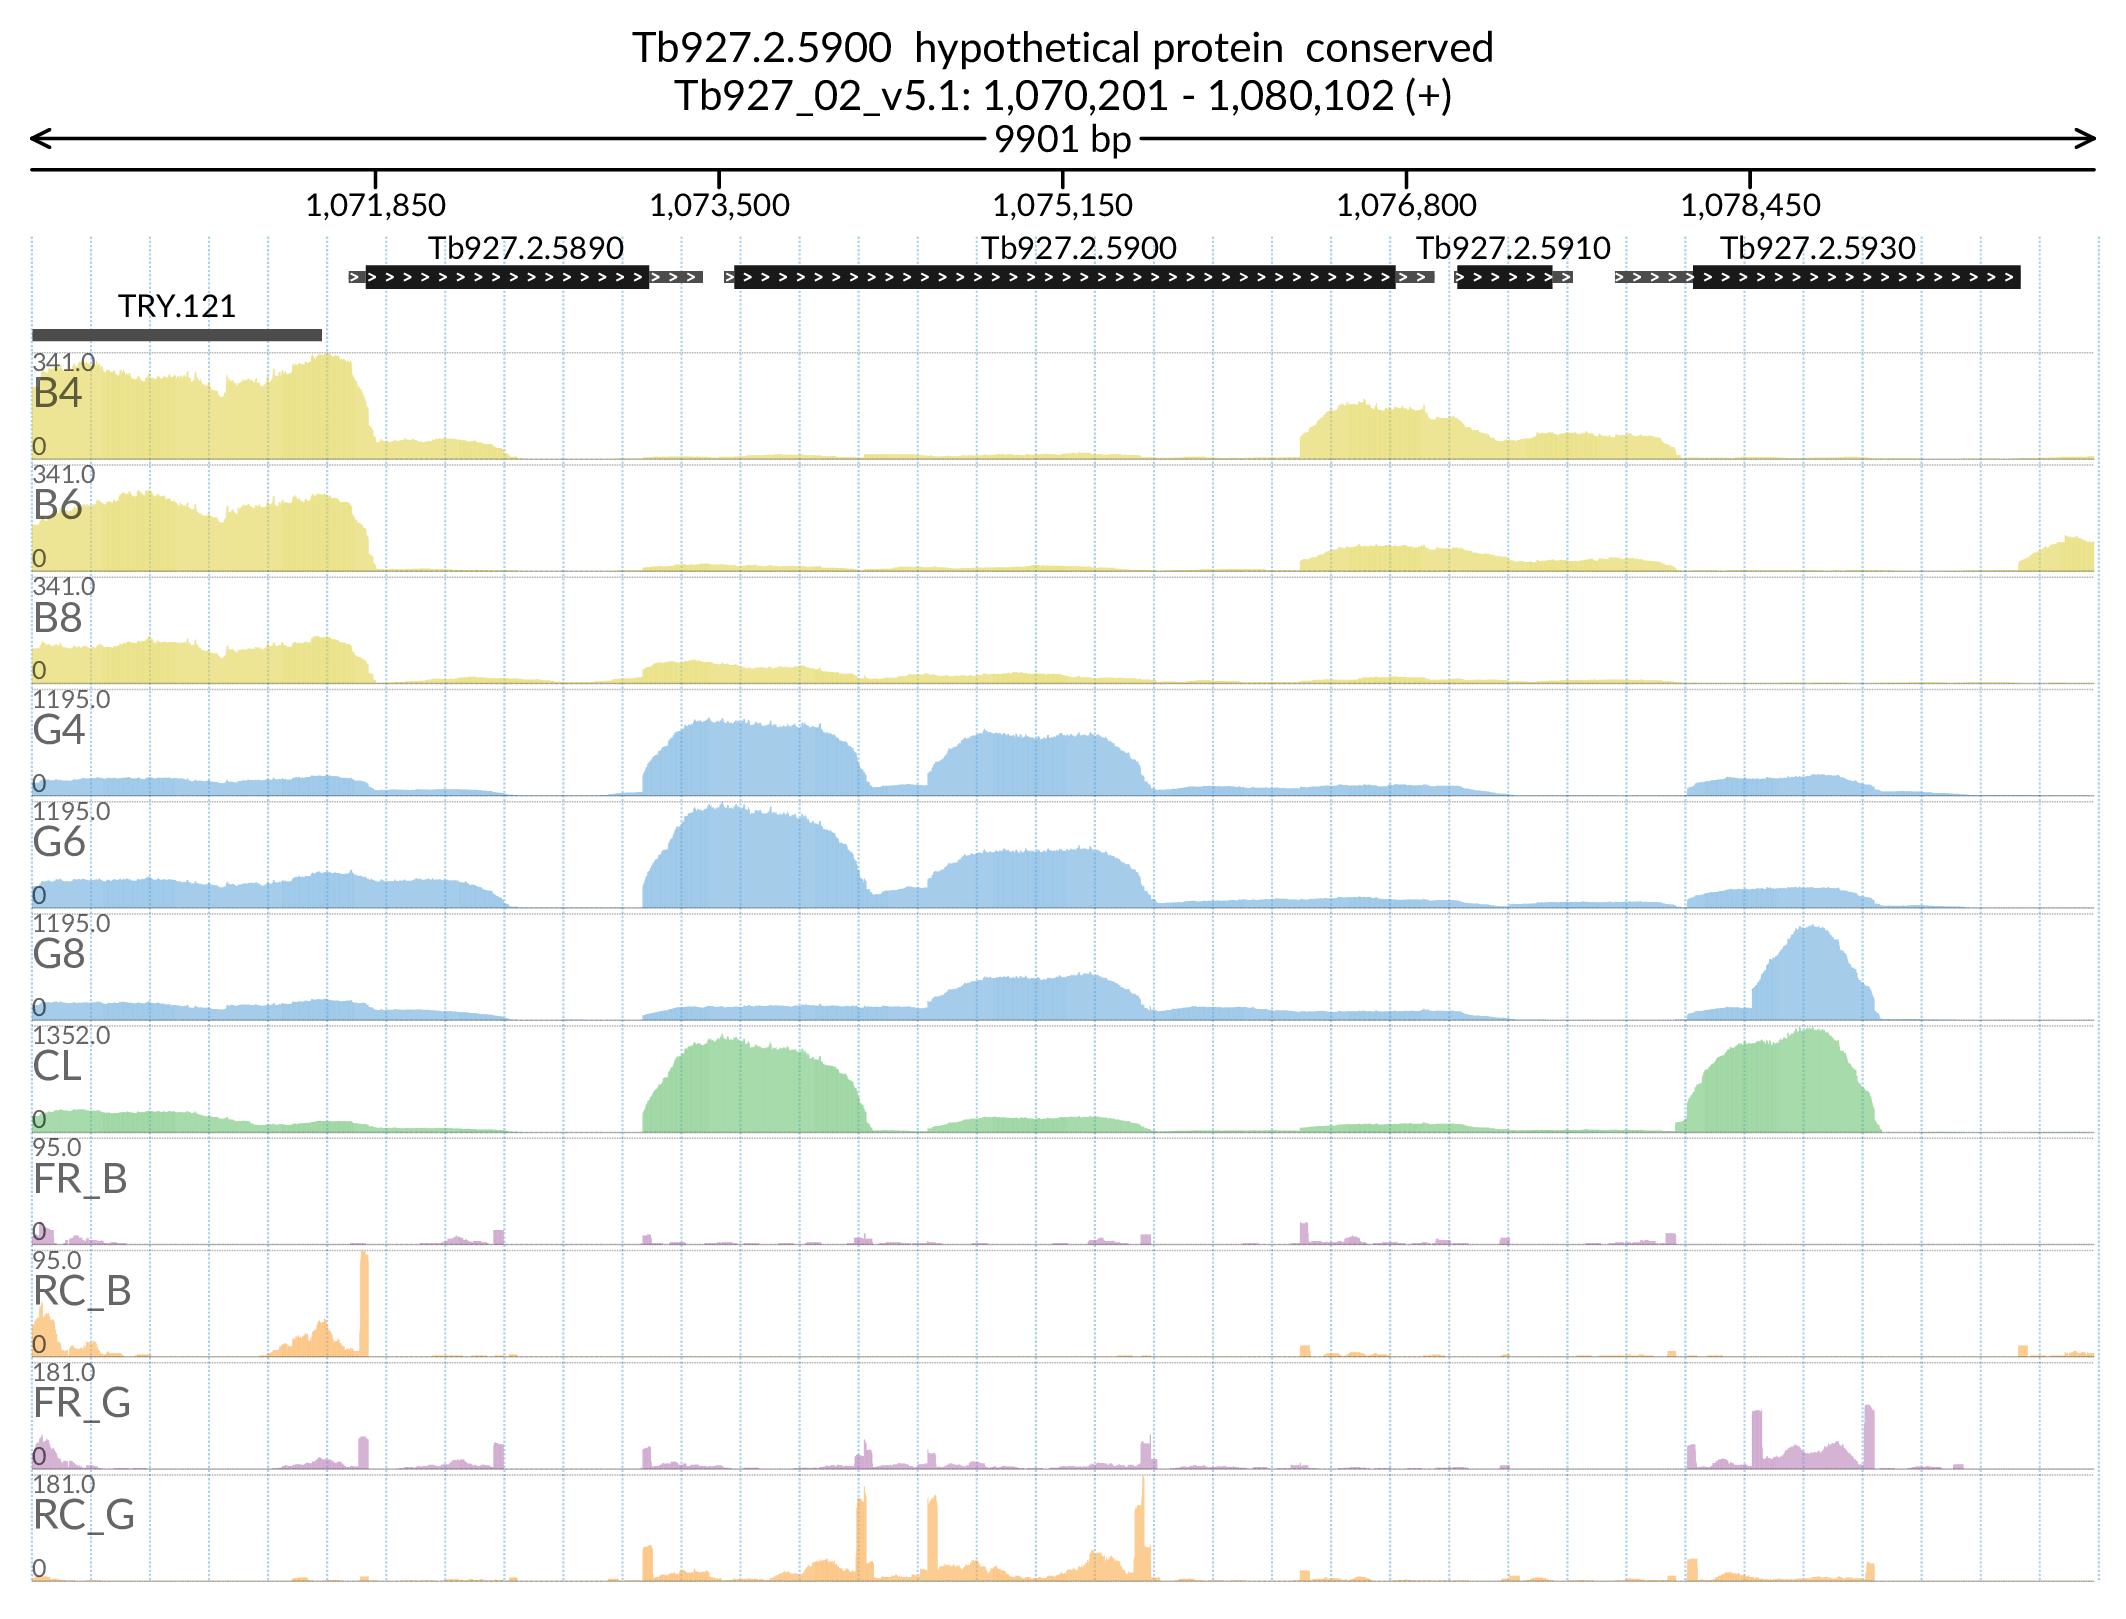 Tb927.2.5900 hypothetical protein conserved
Tb927_02_v5.1: 1,070,201 - 1,080,102 (+)
9901 bp
1,071,850 1,073,500 1,075,150 1,076,800 1,078,450
Tb927.2.5890 Tb927.2.5900 Tb927.2.5910 Tb927.2.5930
TRY.121
341.0
B4
0
341.0
B6
0
341.0
B8
0
1195.0
G4
0
1195.0
G6
0
1195.0
G8
0
1352.0
CL
0
95.0
FR_B
0
95.0
RC_B
0
181.0
FR_G
0
181.0
RC_G
0